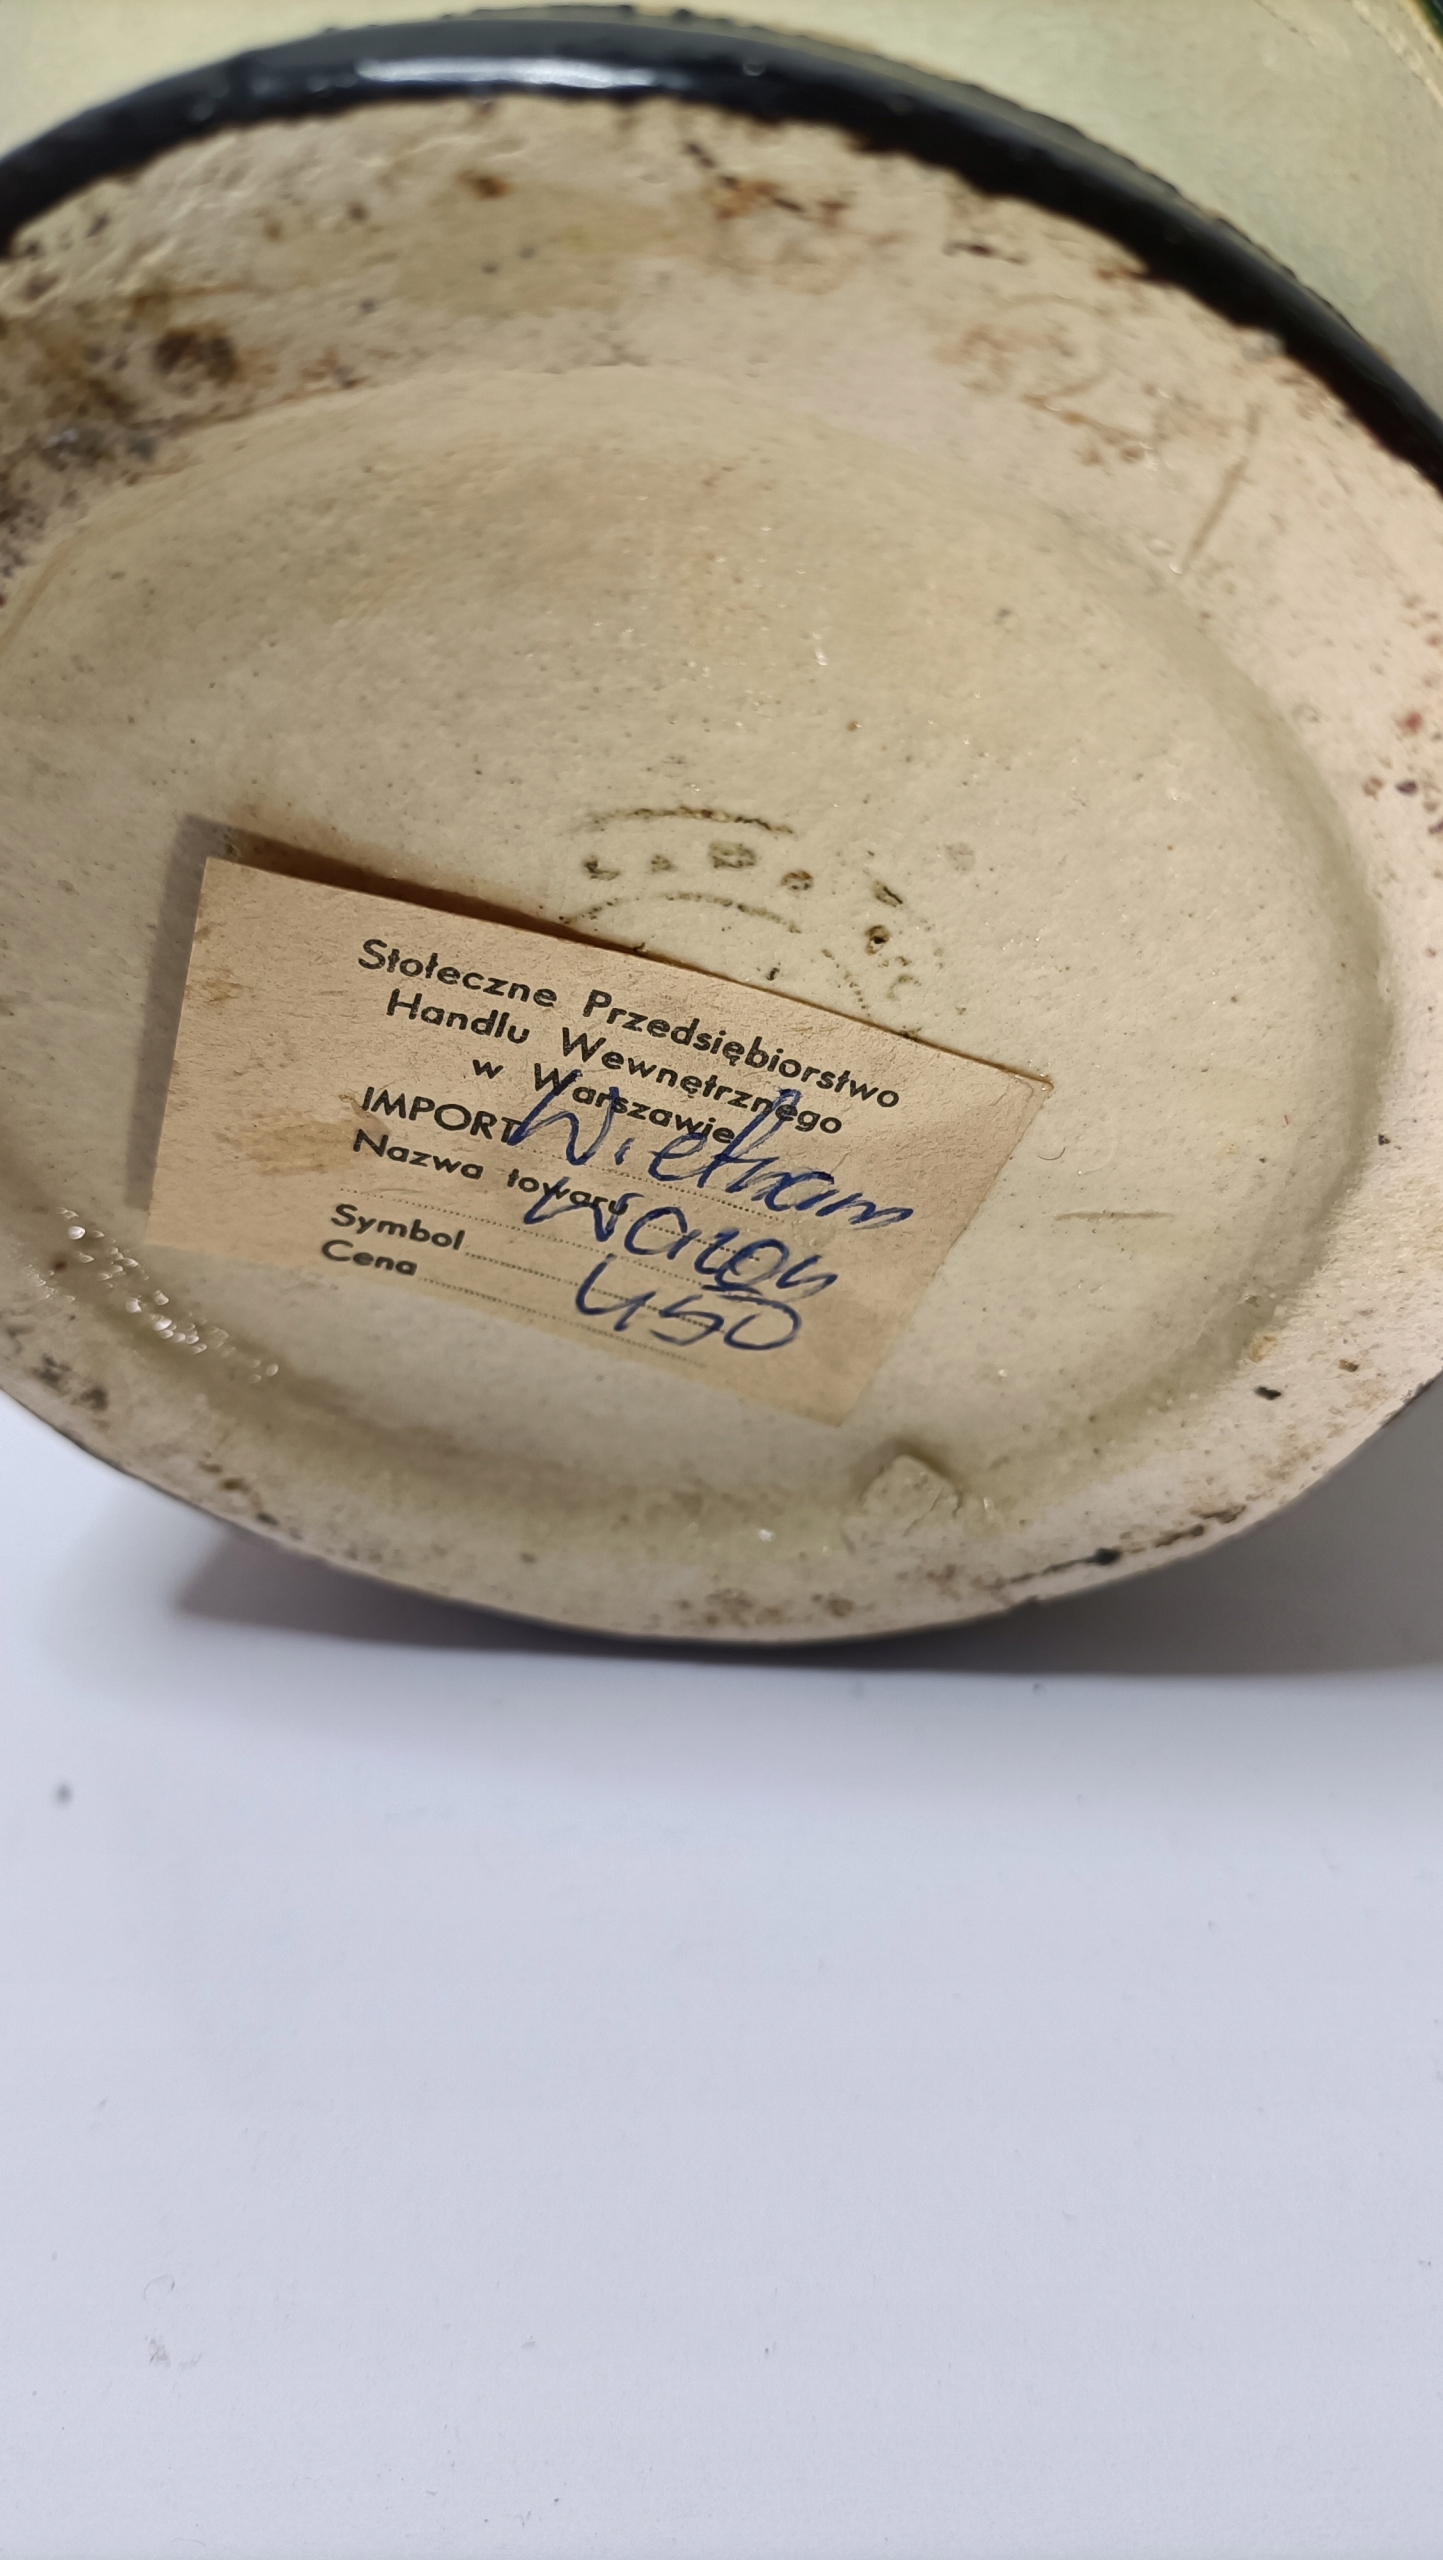 Stołeczne Przedsiębiorstwo
Handlu Wewnętrznego
w Warszawie
IMPORT Wietnam
Nazwa towaru Wazon
Symbol
Cena 450